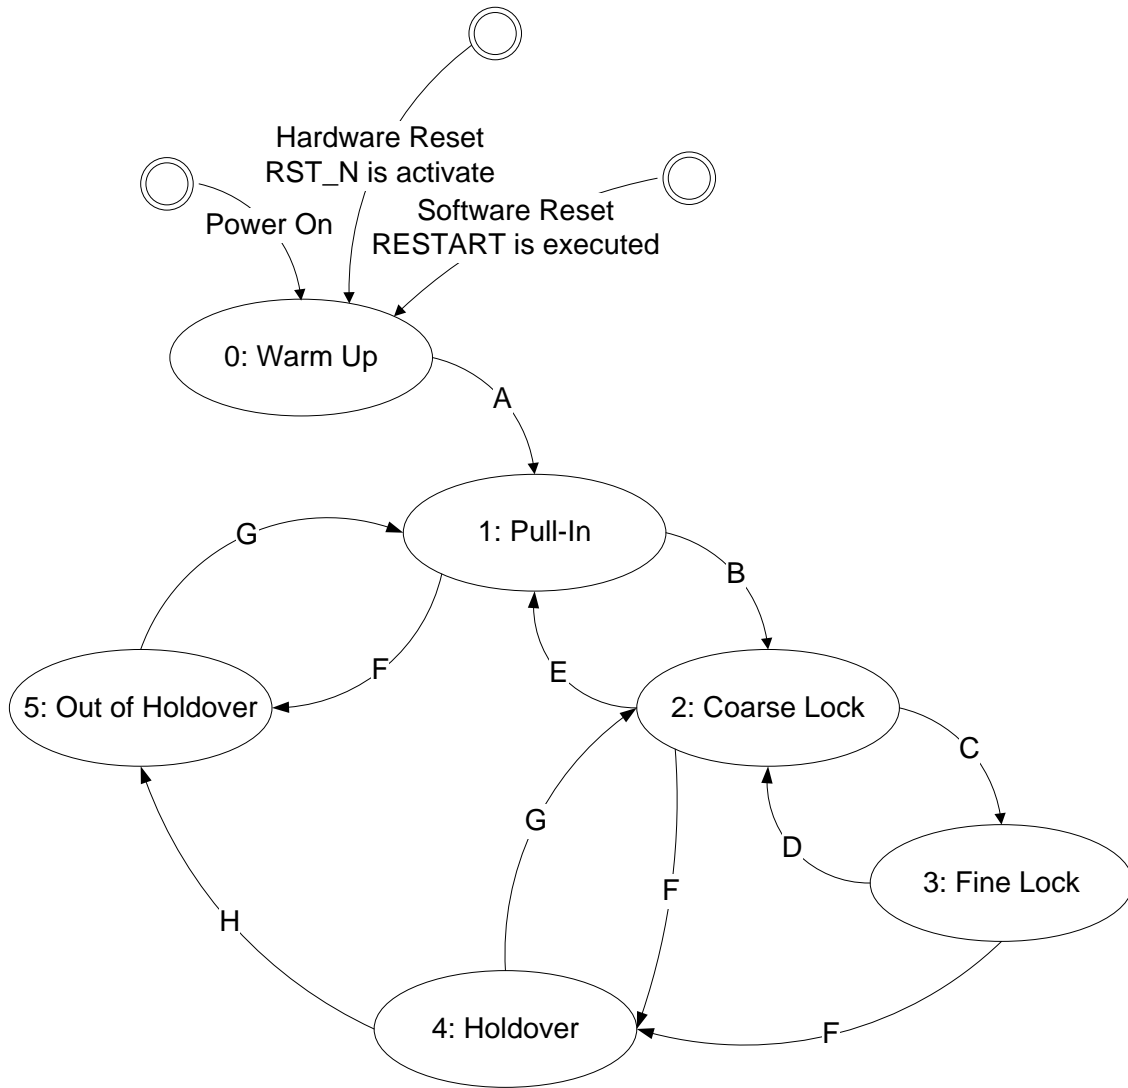 Hardware Reset
RST_N is activate
Power On
Software Reset
RESTART is executed
0: Warm Up
A
1: Pull-In
G
B
F
E
5: Out of Holdover
2: Coarse Lock
C
G
D
F
3: Fine Lock
H
4: Holdover
F